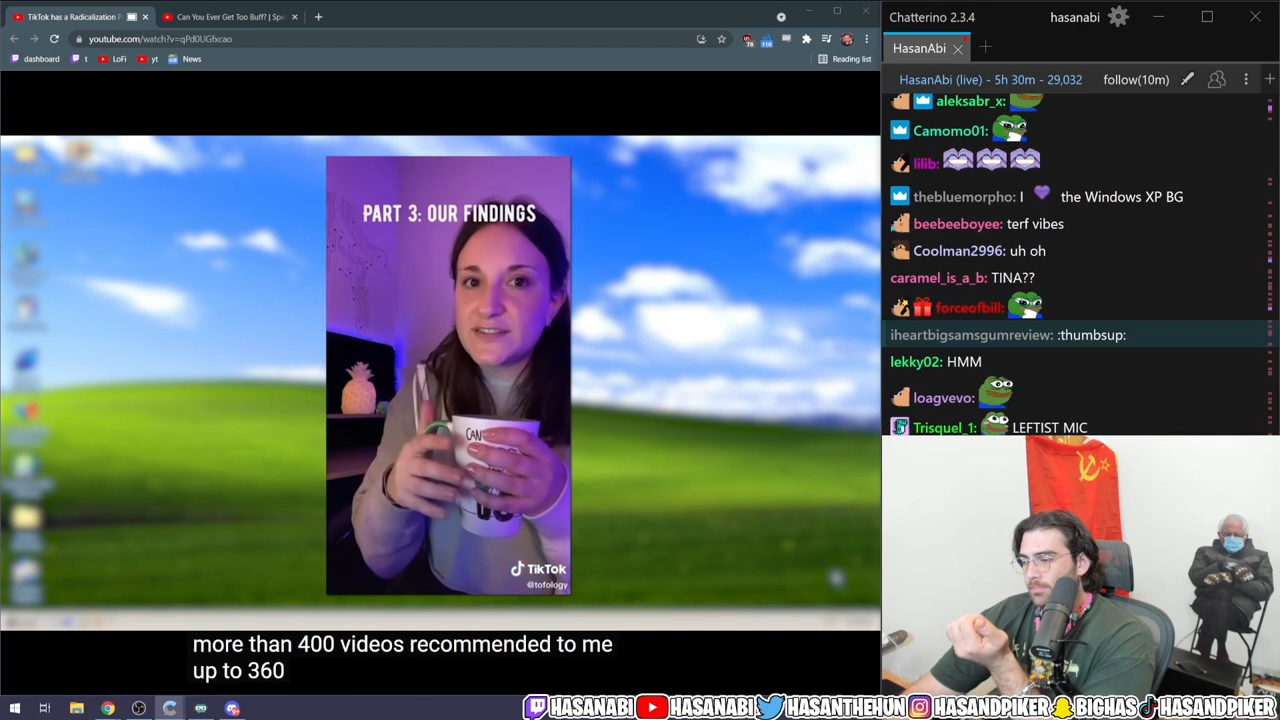 TikTok has a Radicalization P
Can You Ever Get Too Buff? | Spe
youtube.com/watch?v=qPd0UGfxcao
dashboard
t
LoFi
yt
News
Reading list
PART 3: OUR FINDINGS
CAN
TikTok
@tofology
more than 400 videos recommended to me
up to 360
Chatterino 2.3.4
hasanabi
HasanAbi
HasanAbi (live) - 5h 30m - 29,032
follow(10m)
aleksabr_x:
Camomo01:
lilib:
thebluemorpho: I the Windows XP BG
beebeeboyee: terf vibes
Coolman2996: uh oh
caramel_is_a_b: TINA??
forceofbill:
iheartbigsamsgumreview: :thumbsup:
lekky02: HMM
loagvevo:
Trisquel_1: LEFTIST MIC
HASANABI HASANABI HASANTHEHUN HASANDPIKER BIGHAS HASANDPIKER